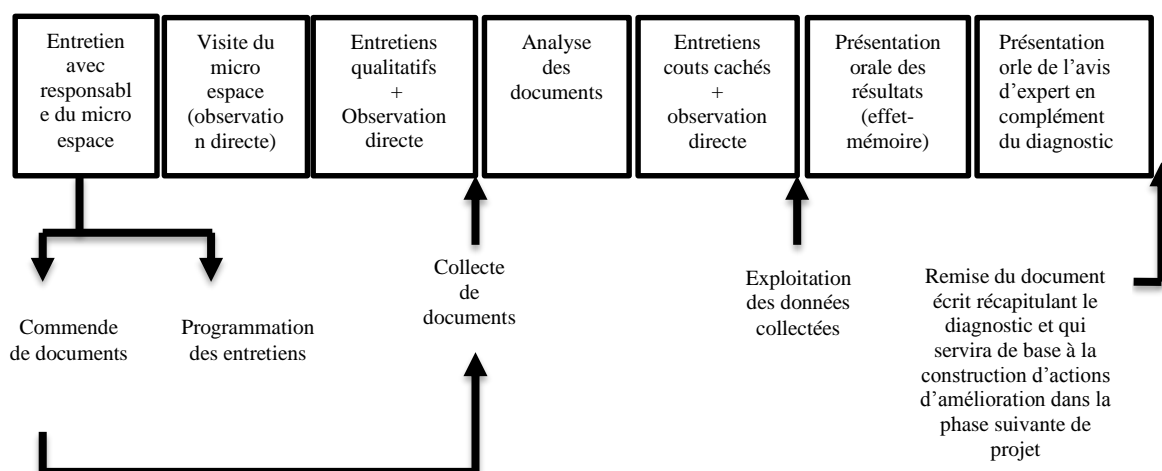 Entretien
avec
responsabl
e du micro
espace
Visite du
micro
espace
(observatio
n directe)
Entretiens
qualitatifs
+
Observation
directe
Analyse
des
documents
Entretiens
couts cachés
+
observation
directe
Présentation
orale des
résultats
(effet-
mémoire)
Présentation
orle de l’avis
d’expert en
complément
du diagnostic
Commende
de documents
Programmation
des entretiens
Collecte
de
documents
Exploitation
des données
collectées
Remise du document
écrit récapitulant le
diagnostic et qui
servira de base à la
construction d’actions
d’amélioration dans la
phase suivante de
projet